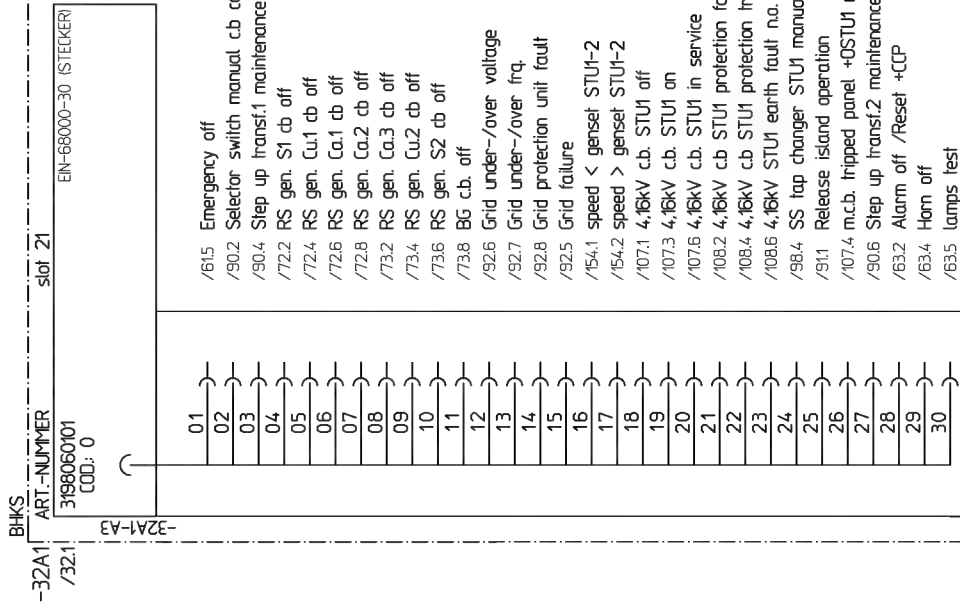 BHKS
-32A1
/32.1
ART.-NUMMER
slot 21
3198060101
COD.: 0
EIN-68000-30 (STECKER)
-32A1-A3
01 /61.5 Emergency off
02 /90.2 Selector switch manual c.b
03 /90.4 Step up transf.1 maintenance
04 /72.2 RS gen. S1 cb off
05 /72.4 RS gen. Cu.1 cb off
06 /72.6 RS gen. Ca.1 cb off
07 /72.8 RS gen. Ca.2 cb off
08 /73.2 RS gen. Ca.3 cb off
09 /73.4 RS gen. Cu.2 cb off
10 /73.6 RS gen. S2 cb off
11 /73.8 BG c.b. off
12 /92.6 Grid under-/over voltage
13 /92.7 Grid under-/over frq.
14 /92.8 Grid protection unit fault
15 /92.5 Grid failure
16 /154.1 speed < genset STU1-2
17 /154.2 speed > genset STU1-2
18 /107.1 4,16kV c.b. STU1 off
19 /107.3 4,16kV c.b. STU1 on
20 /107.6 4,16kV c.b. STU1 in service
21 /108.2 4,16kV c.b STU1 protection
22 /108.4 4,16kV c.b STU1 protection
23 /108.6 4,16kV STU1 earth fault n.a.
24 /98.4 SS tap changer STU1
25 /91.1 Release island operation
26 /107.4 m.c.b. tripped panel +0STU1
27 /90.6 Step up transf.2 maintenance
28 /63.2 Alarm off /Reset +CCP
29 /63.4 Horn off
30 /63.5 lamps test